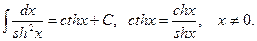 ∫ dx/sh²x = cthx + C, cthx = chx/shx, x ≠ 0.